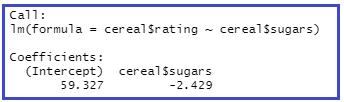 Call:
lm(formula = cereal$rating ~ cereal$sugars)
Coefficients:
(Intercept) cereal$sugars
59.327 -2.429